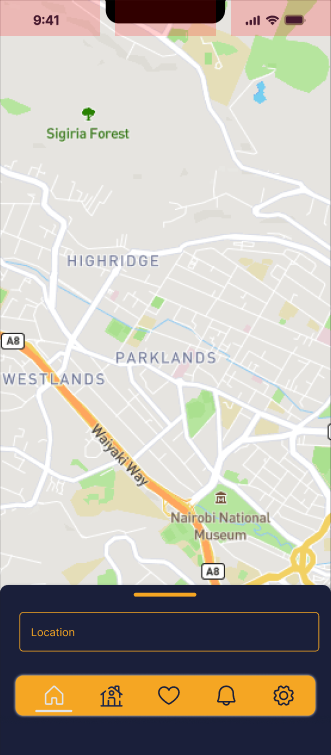 9:41
Sigiria Forest
HIGHRIDGE
A8
PARKLANDS
WESTLANDS
Waiyaki Way
Nairobi National
Museum
A8
Location